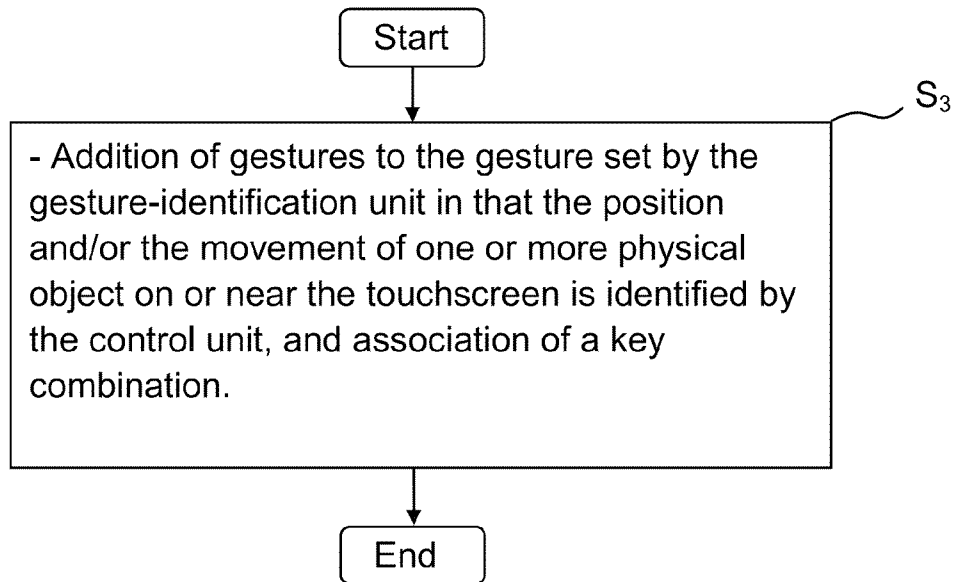 Start
S₃
- Addition of gestures to the gesture set by the
gesture-identification unit in that the position
and/or the movement of one or more physical
object on or near the touchscreen is identified by
the control unit, and association of a key
combination.
End